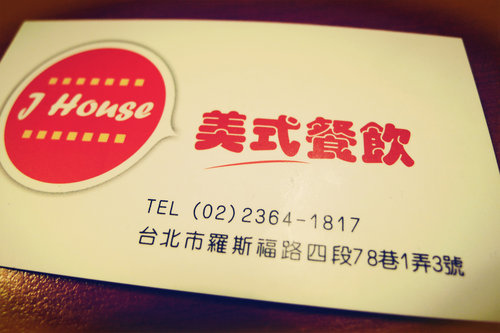 J House
美式餐飲
TEL (02)2364-1817
台北市羅斯福路四段78巷1弄3號